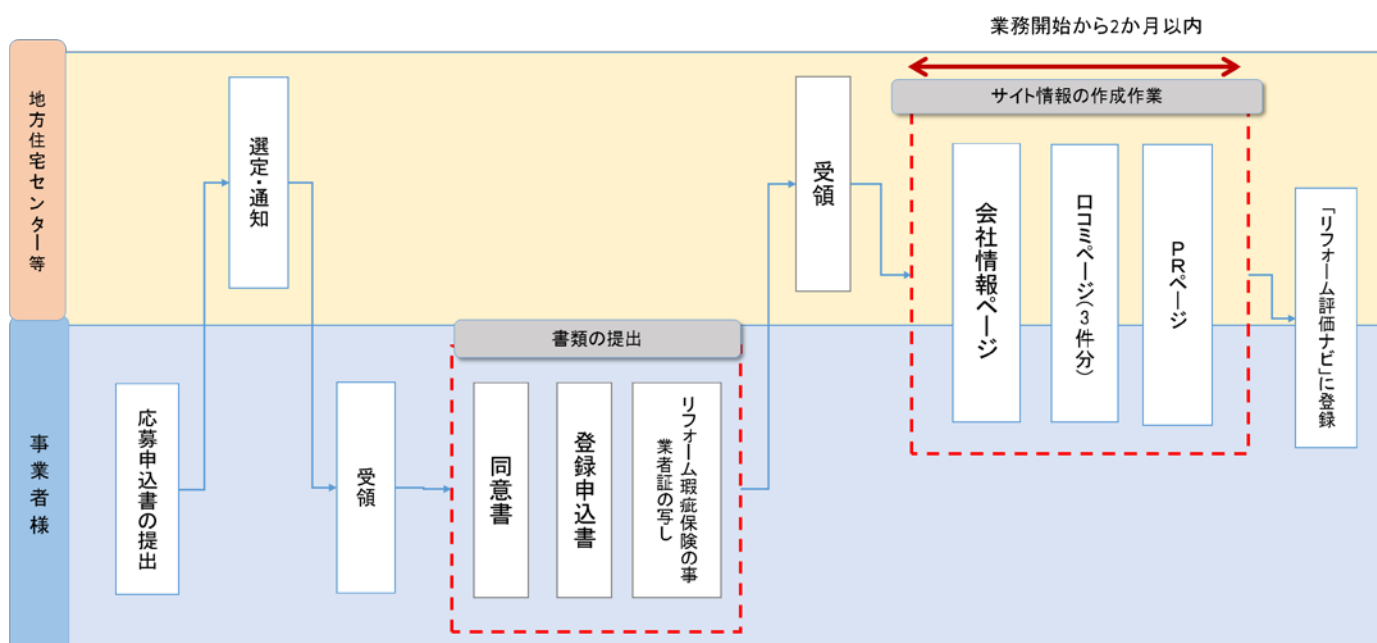 業務開始から2か月以内
地方住宅センター等
選定・通知
受領
サイト情報の作成作業
会社情報ページ
口コミページ(3件分)
PRページ
「リフォーム評価ナビ」に登録
事業者様
応募申込書の提出
受領
書類の提出
同意書
登録申込書
リフォーム瑕疵保険の事
業者証の写し